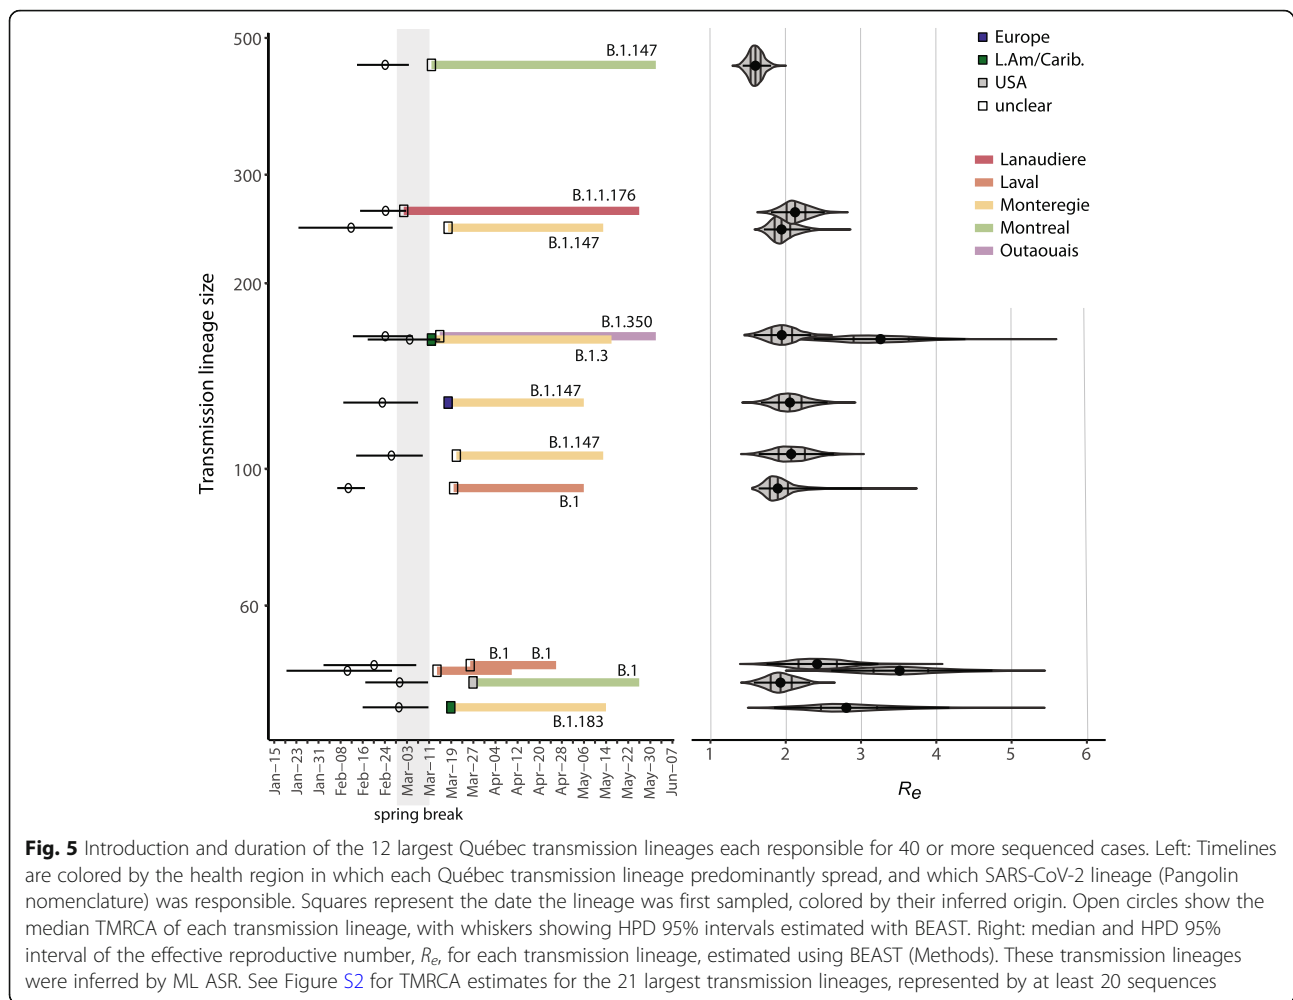 500
300
200
100
60
Transmission lineage size
B.1.147
B.1.1.176
B.1.147
B.1.350
B.1.3
B.1.147
B.1.147
B.1
B.1 B.1
B.1
B.1.183
Jan−15
Jan−23
Jan−31
Feb−08
Feb−16
Feb−24
Mar−03
Mar−11
Mar−19
Mar−27
Apr−04
Apr−12
Apr−20
Apr−28
May−06
May−14
May−22
May−30
Jun−07
spring break
Europe
L.Am/Carib.
USA
unclear
Lanaudiere
Laval
Monteregie
Montreal
Outaouais
1 2 3 4 5 6
Re
Fig. 5 Introduction and duration of the 12 largest Québec transmission lineages each responsible for 40 or more sequenced cases. Left: Timelines
are colored by the health region in which each Québec transmission lineage predominantly spread, and which SARS-CoV-2 lineage (Pangolin
nomenclature) was responsible. Squares represent the date the lineage was first sampled, colored by their inferred origin. Open circles show the
median TMRCA of each transmission lineage, with whiskers showing HPD 95% intervals estimated with BEAST. Right: median and HPD 95%
interval of the effective reproductive number, Re, for each transmission lineage, estimated using BEAST (Methods). These transmission lineages
were inferred by ML ASR. See Figure S2 for TMRCA estimates for the 21 largest transmission lineages, represented by at least 20 sequences